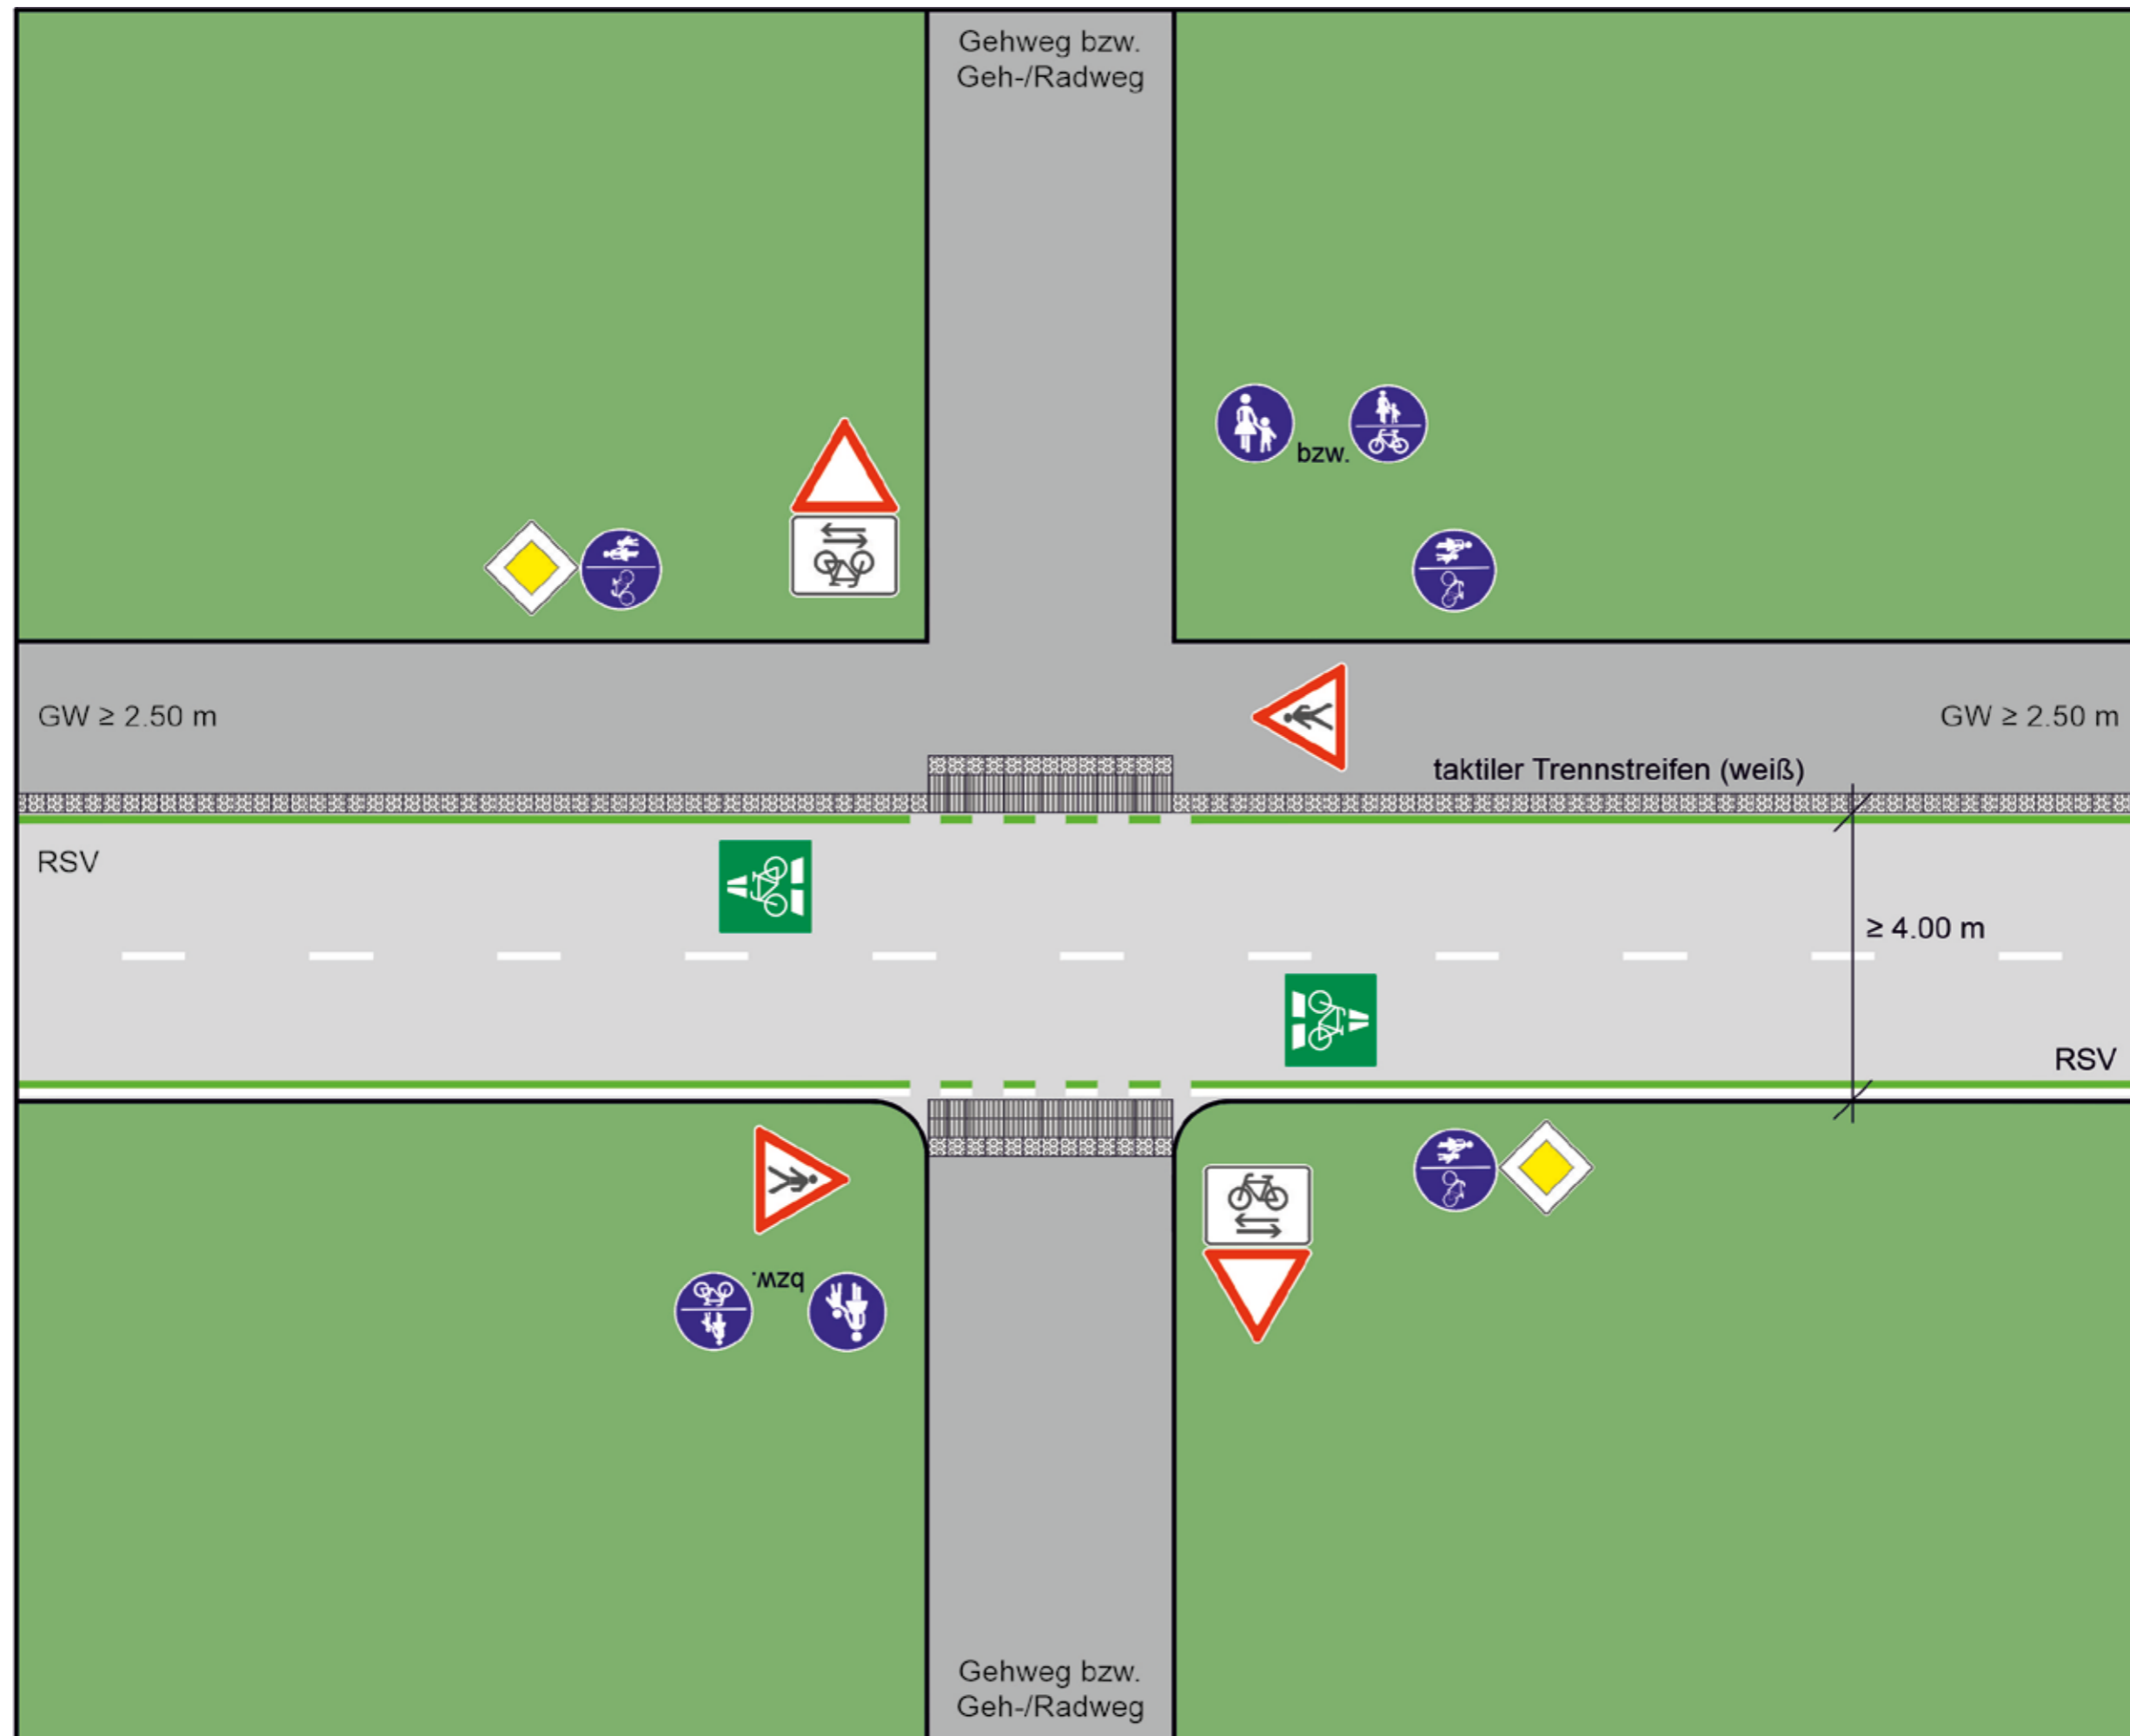 Gehweg bzw.
Geh-/Radweg
bzw.
GW ≥ 2.50 m
GW ≥ 2.50 m
taktiler Trennstreifen (weiß)
RSV
≥ 4.00 m
RSV
bzw.
Gehweg bzw.
Geh-/Radweg